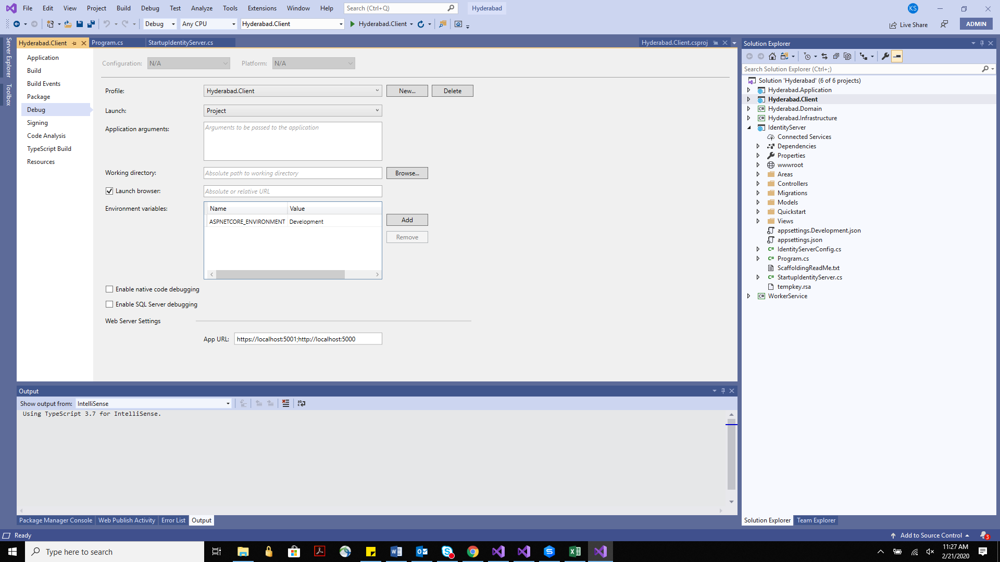 File Edit View Project Build Debug Test Analyze Tools Extensions Window Help Search (Ctrl+Q) Hyderabad KS
Debug Any CPU Hyderabad.Client Hyderabad.Client Live Share ADMIN
Server Explorer
Toolbox
Hyderabad.Client Program.cs StartupIdentityServer.cs Hyderabad.Client.csproj
Application
Build
Build Events
Package
Debug
Signing
Code Analysis
TypeScript Build
Resources
Configuration: N/A Platform: N/A
Profile: Hyderabad.Client New... Delete
Launch: Project
Application arguments: Arguments to be passed to the application
Working directory: Absolute path to working directory Browse...
Launch browser: Absolute or relative URL
Environment variables: Name Value
ASPNETCORE_ENVIRONMENT Development
Add
Remove
Enable native code debugging
Enable SQL Server debugging
Web Server Settings
App URL: https://localhost:5001;http://localhost:5000
Output
Show output from: IntelliSense
Using TypeScript 3.7 for IntelliSense.
Package Manager Console Web Publish Activity Error List Output
Solution Explorer
Search Solution Explorer (Ctrl+;)
Solution 'Hyderabad' (6 of 6 projects)
Hyderabad.Application
Hyderabad.Client
C# Hyderabad.Domain
C# Hyderabad.Infrastructure
IdentityServer
Connected Services
Dependencies
Properties
wwwroot
Areas
Controllers
Migrations
Models
Quickstart
Views
appsettings.Development.json
appsettings.json
C# IdentityServerConfig.cs
C# Program.cs
ScaffoldingReadMe.txt
C# StartupIdentityServer.cs
tempkey.rsa
C# WorkerService
Solution Explorer Team Explorer
Ready Add to Source Control 3
Type here to search
11:27 AM
2/21/2020